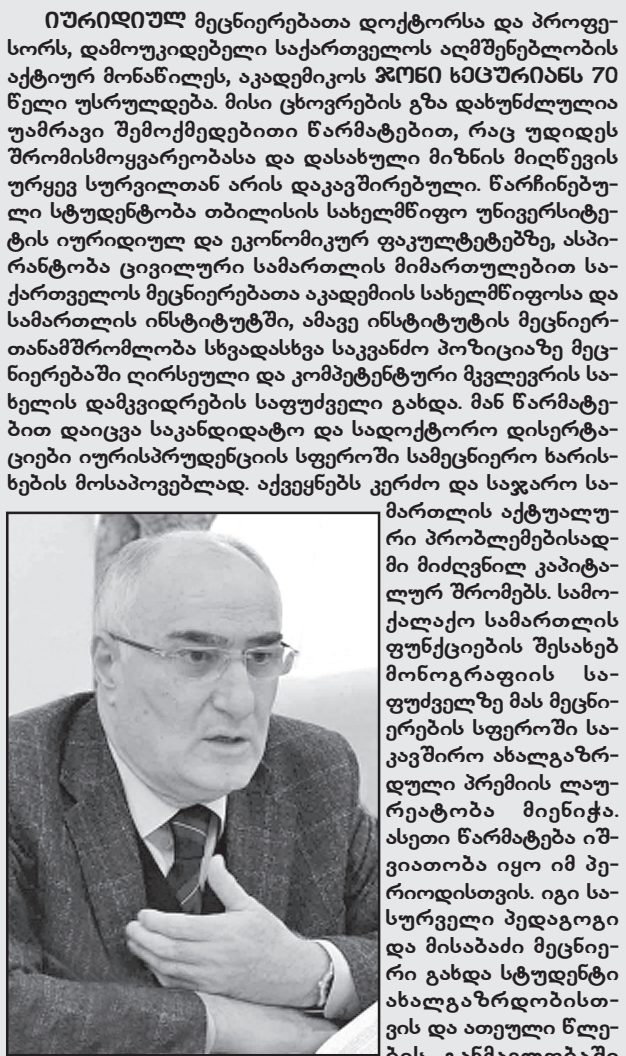 ᲘᲣᲠᲘᲓᲘᲣᲚ მეცნიერებათა დოქტორსა და პროფე-
სორს, დამოუკიდებელი საქართველოს აღმშენებლობის
აქტიურ მონაწილეს, აკადემიკოს ᲯᲝᲜᲘ ᲮᲔᲪᲣᲠᲘᲐᲜᲡ 70
წელი უსრულდება. მისი ცხოვრების გზა დახუნძლულია
უამრავი შემოქმედებითი წარმატებით, რაც უდიდეს
შრომისმოყვარეობასა და დასახული მიზნის მიღწევის
ურყევ სურვილთან არის დაკავშირებული. წარჩინებუ-
ლი სტუდენტობა თბილისის სახელმწიფო უნივერსიტე-
ტის იურიდიულ და ეკონომიკურ ფაკულტეტებზე, ასპი-
რანტობა ცივილური სამართლის მიმართულებით სა-
ქართველოს მეცნიერებათა აკადემიის სახელმწიფოსა და
სამართლის ინსტიტუტში, ამავე ინსტიტუტის მეცნიერ-
თანამშრომლობა სხვადასხვა საკვანძო პოზიციაზე მეც-
ნიერებაში ღირსეული და კომპეტენტური მკვლევრის სა-
ხელის დამკვიდრების საფუძველი გახდა. მან წარმატე-
ბით დაიცვა საკანდიდატო და სადოქტორო დისერტა-
ციები იურისპრუდენციის სფეროში სამეცნიერო ხარის-
ხების მოსაპოვებლად. აქვეყნებს კერძო და საჯარო სა-
მართლის აქტუალუ-
რი პრობლემებისად-
მი მიძღვნილ კაპიტა-
ლურ შრომებს. სამო-
ქალაქო სამართლის
ფუნქციების შესახებ
მონოგრაფიის სა-
ფუძველზე მას მეცნი-
ერების სფეროში სა-
კავშირო ახალგაზრ-
დული პრემიის ლაუ-
რეატობა მიენიჭა.
ასეთი წარმატება იშ-
ვიათობა იყო იმ პე-
რიოდისთვის. იგი სა-
სურველი პედაგოგი
და მისაბაძი მეცნიე-
რი გახდა სტუდენტი
ახალგაზრდობისთ-
ვის და ათეული წლე-
ბის განმავლობაში